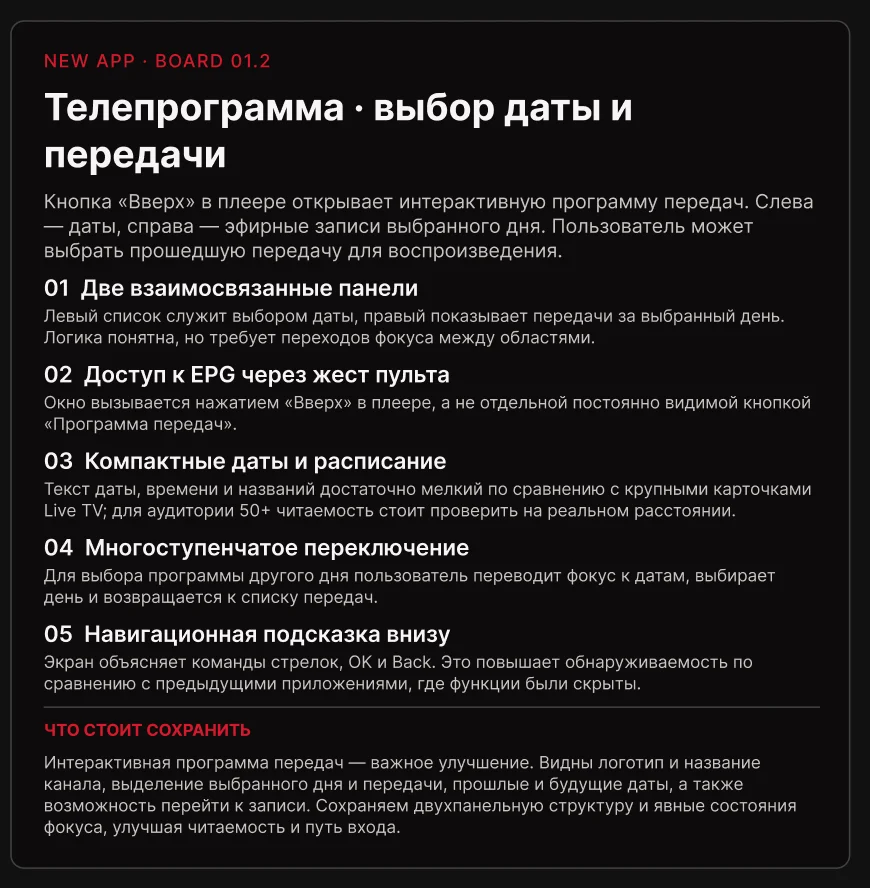 NEW APP · BOARD 01.2
Телепрограмма · выбор даты и
передачи
Кнопка «Вверх» в плеере открывает интерактивную программу передач. Слева
— даты, справа — эфирные записи выбранного дня. Пользователь может
выбрать прошедшую передачу для воспроизведения.
01 Две взаимосвязанные панели
Левый список служит выбором даты, правый показывает передачи за выбранный день.
Логика понятна, но требует переходов фокуса между областями.
02 Доступ к EPG через жест пульта
Окно вызывается нажатием «Вверх» в плеере, а не отдельной постоянно видимой кнопкой
«Программа передач».
03 Компактные даты и расписание
Текст даты, времени и названий достаточно мелкий по сравнению с крупными карточками
Live TV; для аудитории 50+ читаемость стоит проверить на реальном расстоянии.
04 Многоступенчатое переключение
Для выбора программы другого дня пользователь переводит фокус к датам, выбирает
день и возвращается к списку передач.
05 Навигационная подсказка внизу
Экран объясняет команды стрелок, OK и Back. Это повышает обнаруживаемость по
сравнению с предыдущими приложениями, где функции были скрыты.
ЧТО СТОИТ СОХРАНИТЬ
Интерактивная программа передач — важное улучшение. Видны логотип и название
канала, выделение выбранного дня и передачи, прошлые и будущие даты, а также
возможность перейти к записи. Сохраняем двухпанельную структуру и явные состояния
фокуса, улучшая читаемость и путь входа.